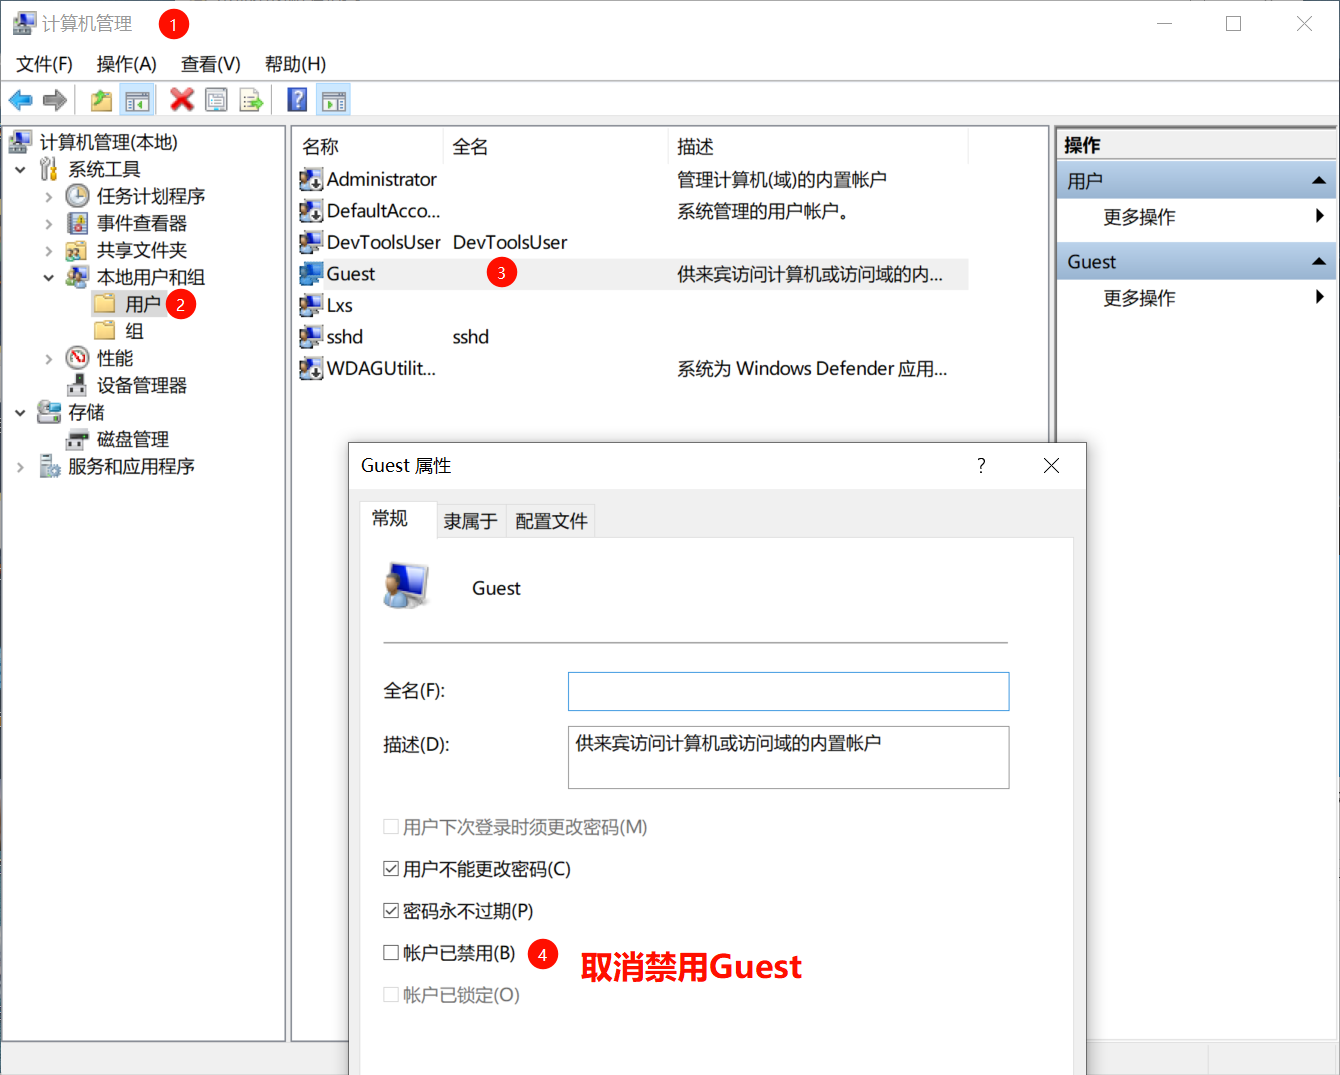 计算机管理 1
文件(F) 操作(A) 查看(V) 帮助(H)
计算机管理(本地)
系统工具
任务计划程序
事件查看器
共享文件夹
本地用户和组
用户 2
组
性能
设备管理器
存储
磁盘管理
服务和应用程序
名称 全名 描述
Administrator 管理计算机(域)的内置帐户
DefaultAcco... 系统管理的用户帐户。
DevToolsUser DevToolsUser
Guest 3 供来宾访问计算机或访问域的内...
Lxs
sshd sshd
WDAGUtilit... 系统为 Windows Defender 应用...
操作
用户
更多操作
Guest
更多操作
Guest 属性 ?
常规 隶属于 配置文件
Guest
全名(F):
描述(D): 供来宾访问计算机或访问域的内置帐户
用户下次登录时须更改密码(M)
用户不能更改密码(C)
密码永不过期(P)
帐户已禁用(B) 4 取消禁用Guest
帐户已锁定(O)